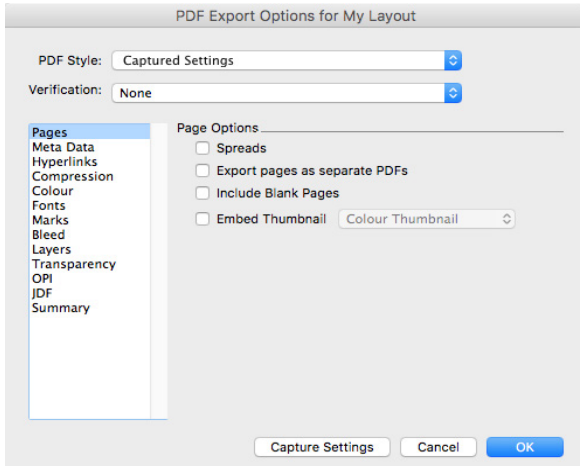 PDF Export Options for My Layout
PDF Style: Captured Settings
Verification: None
Pages
Meta Data
Hyperlinks
Compression
Colour
Fonts
Marks
Bleed
Layers
Transparency
OPI
JDF
Summary
Page Options
Spreads
Export pages as separate PDFs
Include Blank Pages
Embed Thumbnail Colour Thumbnail
Capture Settings Cancel OK